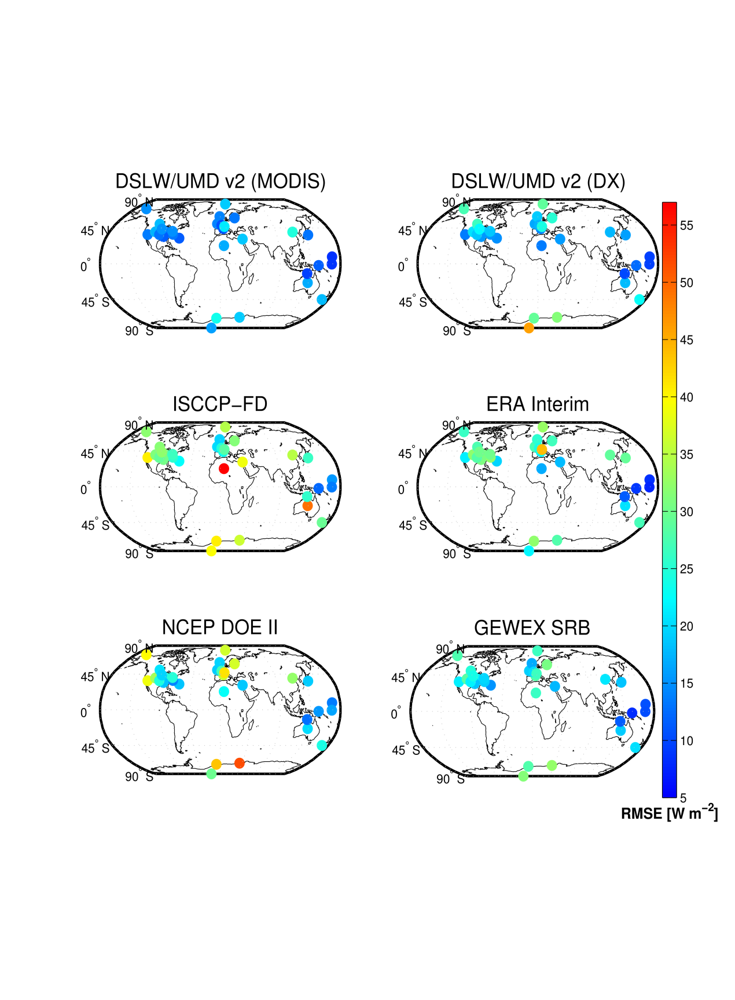 DSLW/UMD v2 (MODIS)
DSLW/UMD v2 (DX)
90° N
45° N
0°
45° S
90° S
90° N
45° N
0°
45° S
90° S
ISCCP−FD
ERA Interim
90° N
45° N
0°
45° S
90° S
90° N
45° N
0°
45° S
90° S
NCEP DOE II
GEWEX SRB
90° N
45° N
0°
45° S
90° S
90° N
45° N
0°
45° S
90° S
55
50
45
40
35
30
25
20
15
10
5
RMSE [W m⁻²]